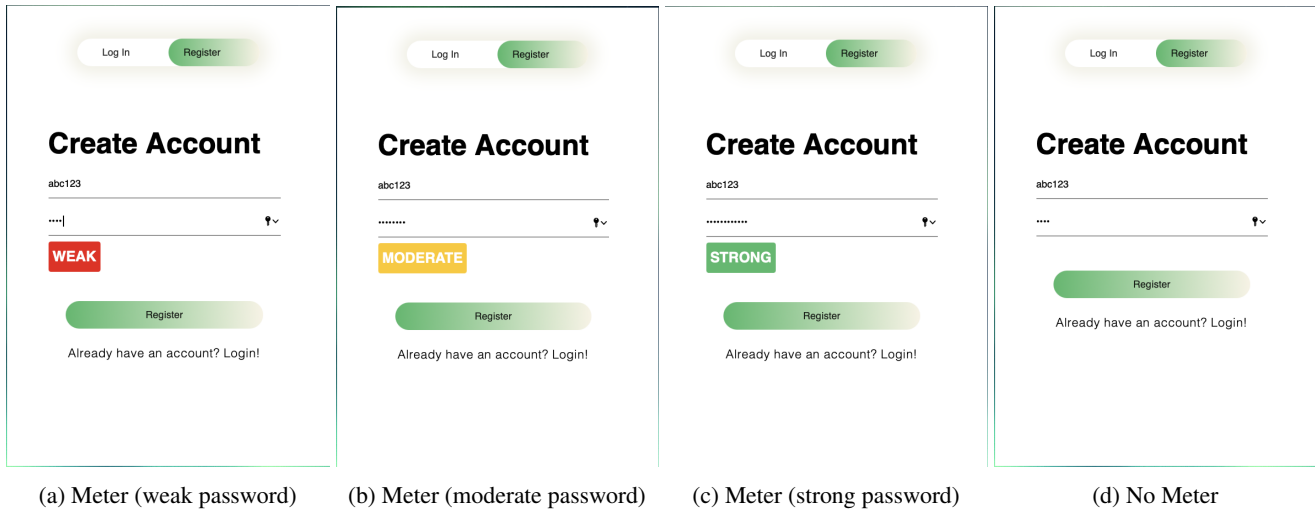 Log In Register
Create Account
abc123
••••
WEAK
Register
Already have an account? Login!
(a) Meter (weak password)
Log In Register
Create Account
abc123
••••••••
MODERATE
Register
Already have an account? Login!
(b) Meter (moderate password)
Log In Register
Create Account
abc123
••••••••••••
STRONG
Register
Already have an account? Login!
(c) Meter (strong password)
Log In Register
Create Account
abc123
••••
Register
Already have an account? Login!
(d) No Meter